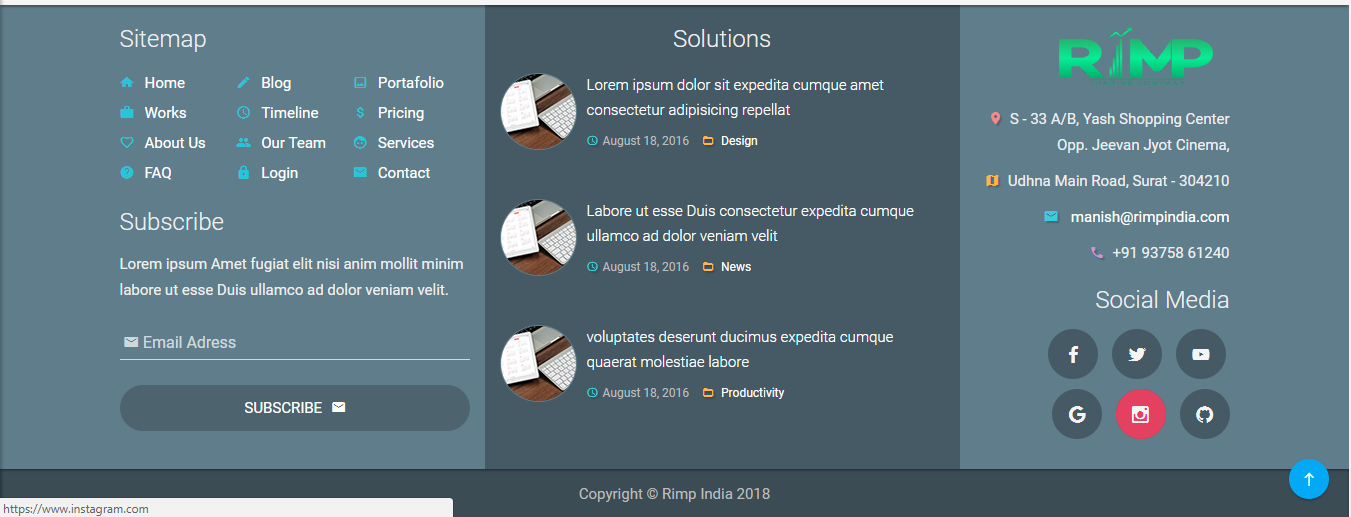 Sitemap
Home
Blog
Portafolio
Works
Timeline
Pricing
About Us
Our Team
Services
FAQ
Login
Contact
Subscribe
Lorem ipsum Amet fugiat elit nisi anim mollit minim
labore ut esse Duis ullamco ad dolor veniam velit.
Email Adress
SUBSCRIBE
Solutions
Lorem ipsum dolor sit expedita cumque amet
consectetur adipisicing repellat
August 18, 2016 Design
Labore ut esse Duis consectetur expedita cumque
ullamco ad dolor veniam velit
August 18, 2016 News
voluptates deserunt ducimus expedita cumque
quaerat molestiae labore
August 18, 2016 Productivity
RIMP
S - 33 A/B, Yash Shopping Center
Opp. Jeevan Jyot Cinema,
Udhna Main Road, Surat - 304210
manish@rimpindia.com
+91 93758 61240
Social Media
Copyright © Rimp India 2018
https://www.instagram.com